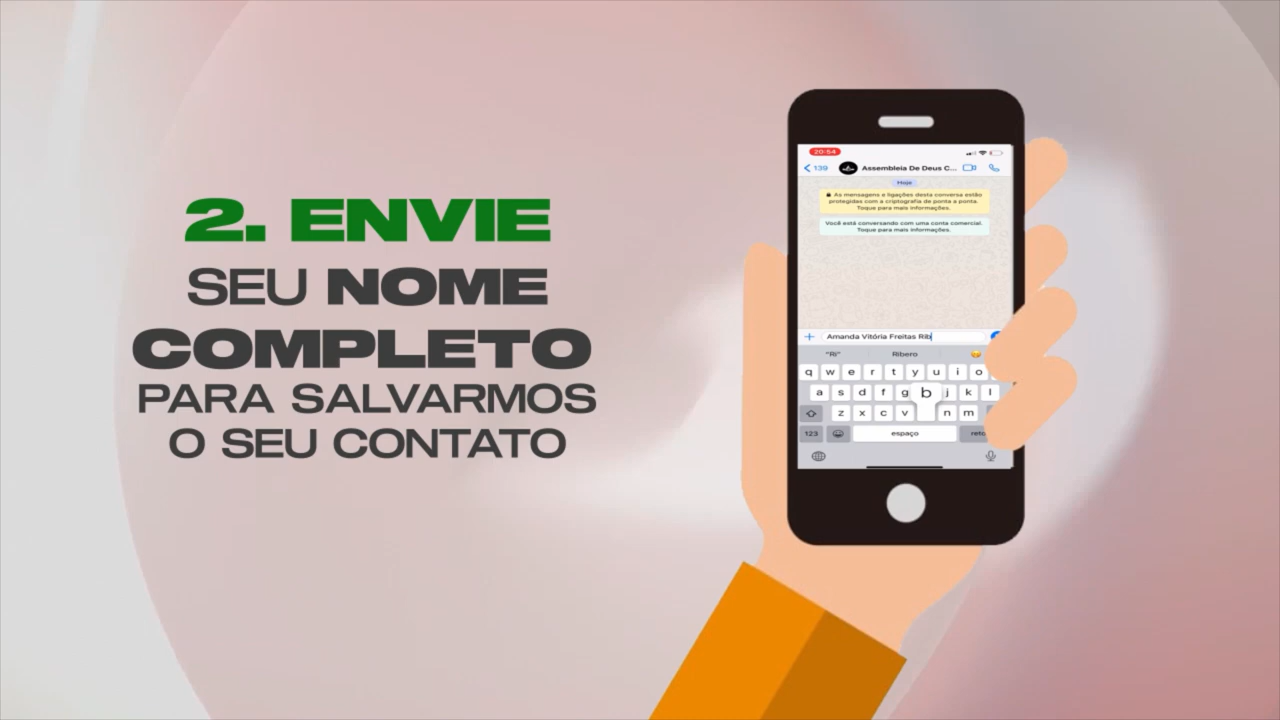 2. ENVIE
SEU NOME
COMPLETO
PARA SALVARMOS
O SEU CONTATO
20:54
139
Assembleia De Deus C...
Hoje
As mensagens e ligações desta conversa estão
protegidas com a criptografia de ponta a ponta.
Toque para mais informações.
Você está conversando com uma conta comercial.
Toque para mais informações.
Amanda Vitória Freitas Rib
"Ri" Ribero
q w e r t y u i o
a s d f g b j k l
z x c v n m
123 espaço reto